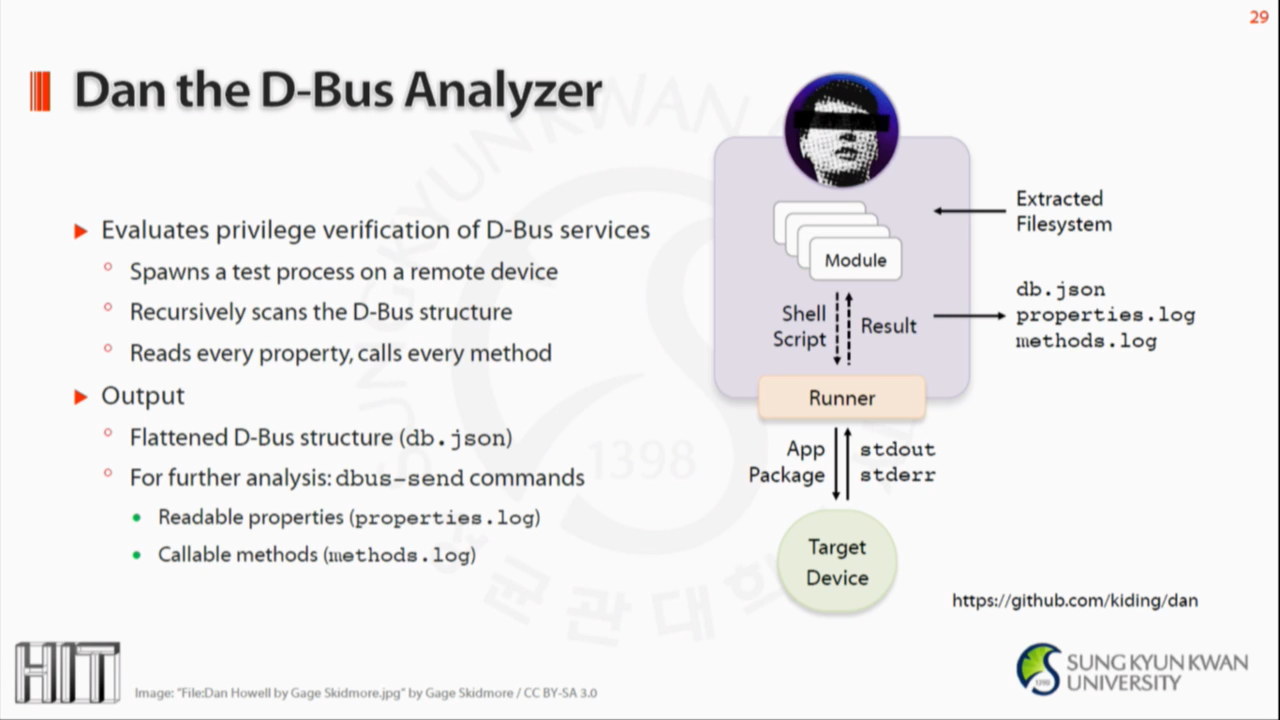 29
Dan the D-Bus Analyzer
Evaluates privilege verification of D-Bus services
Spawns a test process on a remote device
Recursively scans the D-Bus structure
Reads every property, calls every method
Output
Flattened D-Bus structure (db.json)
For further analysis: dbus-send commands
Readable properties (properties.log)
Callable methods (methods.log)
Module
Shell
Script
Result
Runner
App
Package
stdout
stderr
Target
Device
Extracted
Filesystem
db.json
properties.log
methods.log
https://github.com/kiding/dan
HIT
Image: "File:Dan Howell by Gage Skidmore.jpg" by Gage Skidmore / CC BY-SA 3.0
SUNG KYUN KWAN
UNIVERSITY
1398